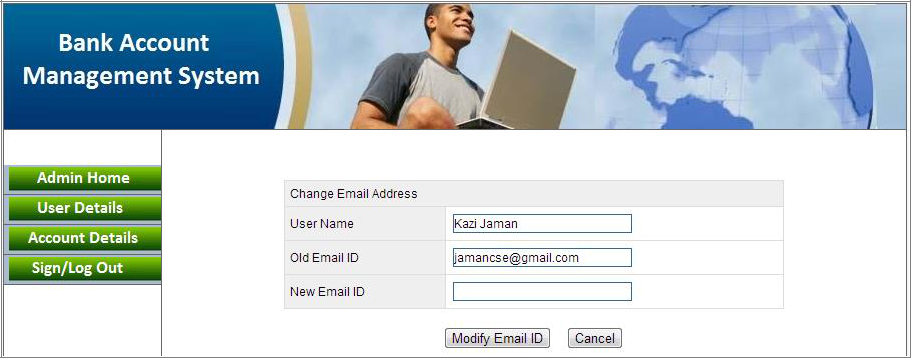 Bank Account
Management System
Admin Home
User Details
Account Details
Sign/Log Out
Change Email Address
User Name Kazi Jaman
Old Email ID jamancse@gmail.com
New Email ID
Modify Email ID Cancel